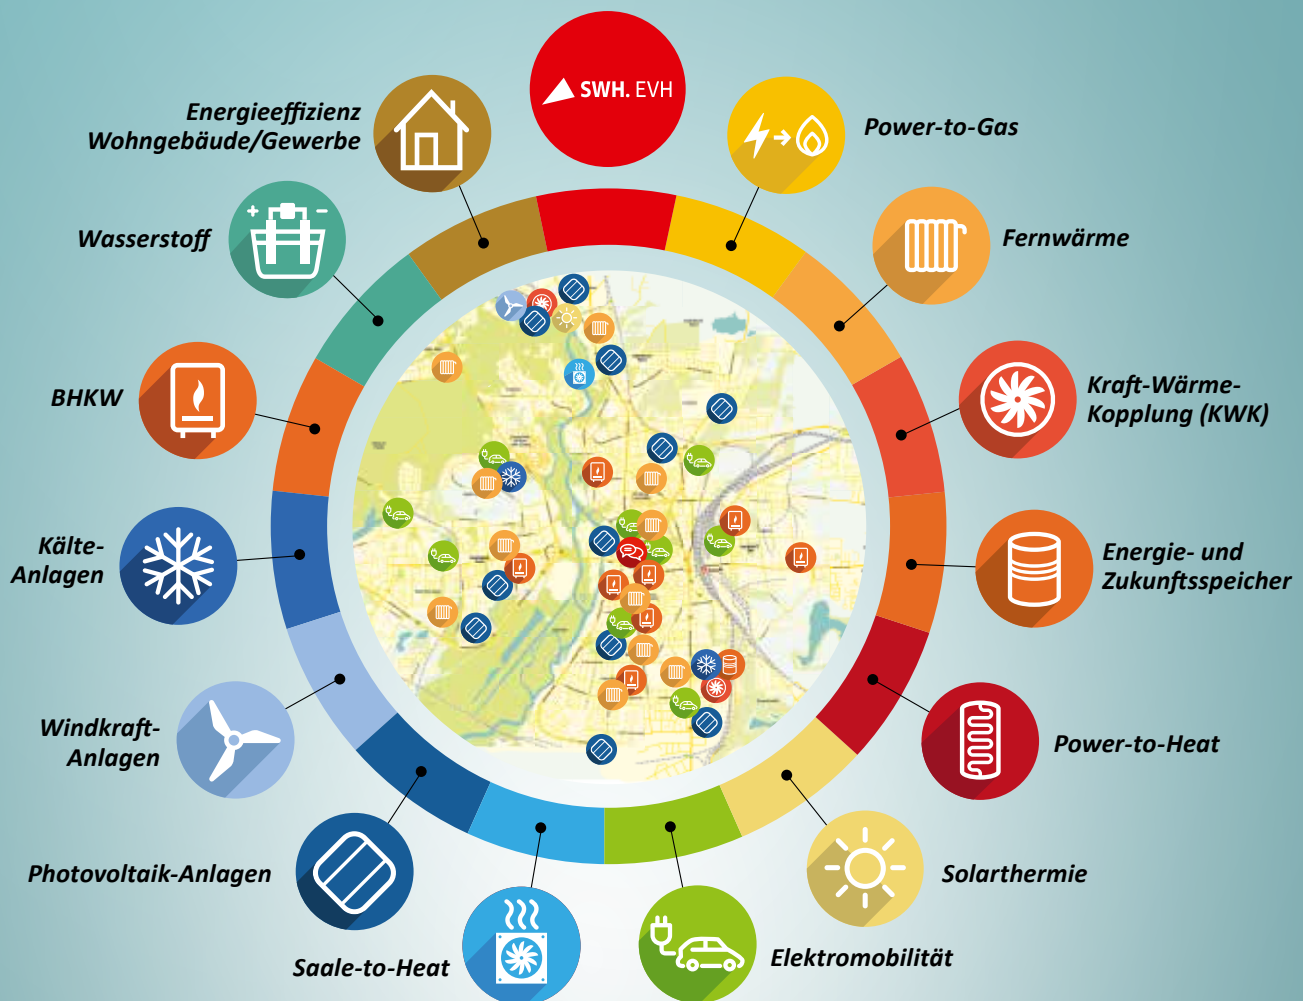 SWH. EVH
Power-to-Gas
Fernwärme
Kraft-Wärme-
Kopplung (KWK)
Energie- und
Zukunftsspeicher
Power-to-Heat
Solarthermie
Elektromobilität
Saale-to-Heat
Photovoltaik-Anlagen
Windkraft-
Anlagen
Kälte-
Anlagen
BHKW
Wasserstoff
Energieeffizienz
Wohngebäude/Gewerbe